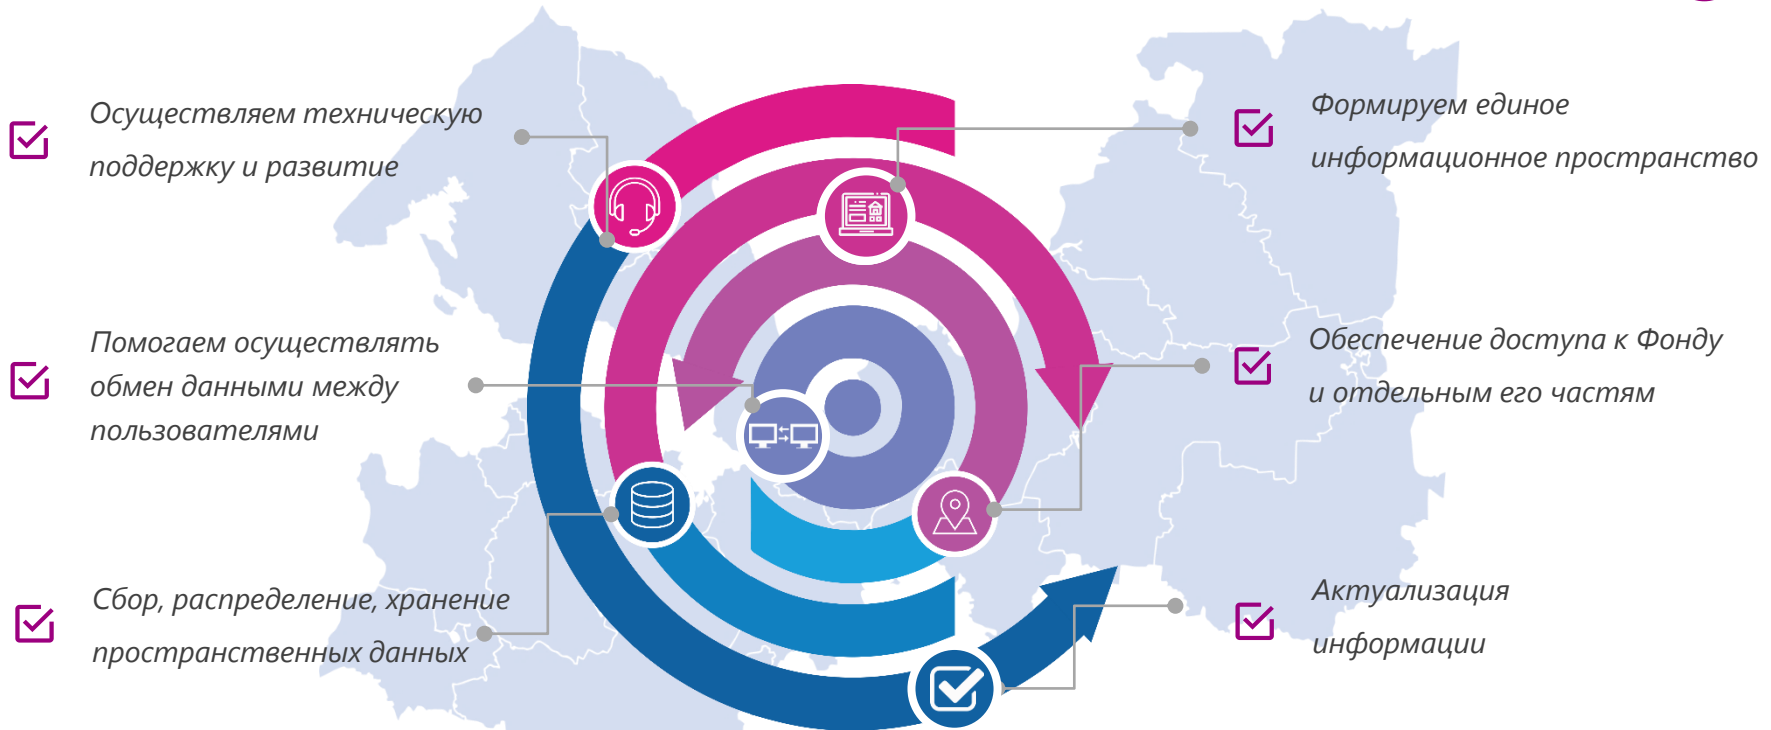 Осуществляем техническую
поддержку и развитие
Помогаем осуществлять
обмен данными между
пользователями
Сбор, распределение, хранение
пространственных данных
Формируем единое
информационное пространство
Обеспечение доступа к Фонду
и отдельным его частям
Актуализация
информации